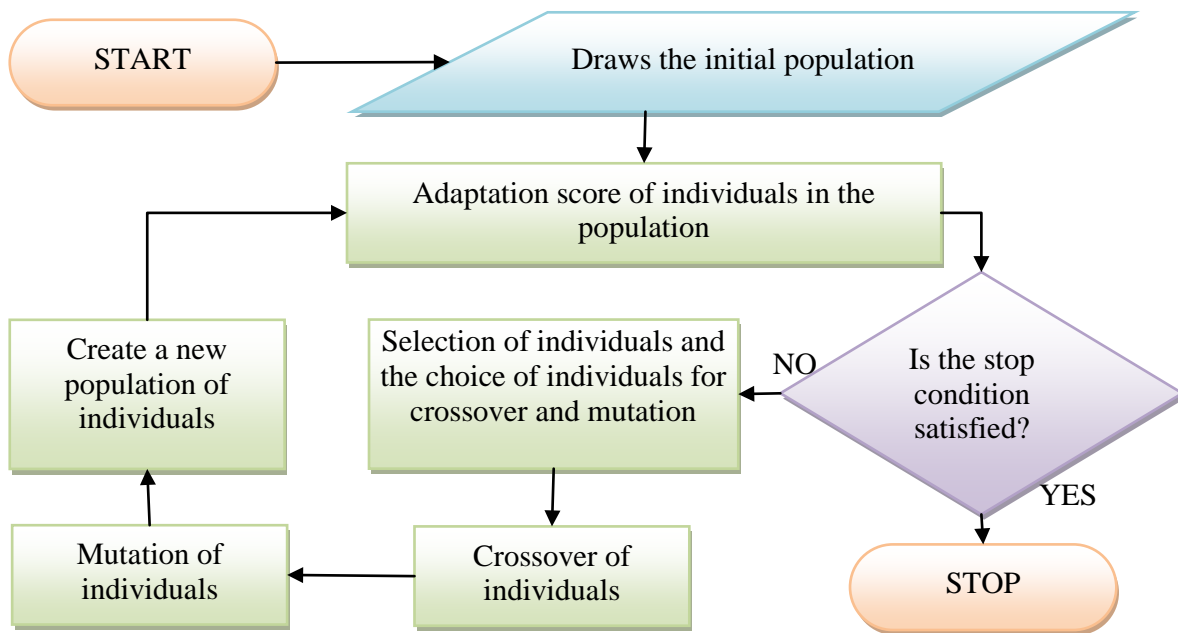 START
Draws the initial population
Adaptation score of individuals in the
population
Is the stop
condition
satisfied?
NO
YES
Selection of individuals and
the choice of individuals for
crossover and mutation
Crossover of
individuals
Mutation of
individuals
Create a new
population of
individuals
STOP